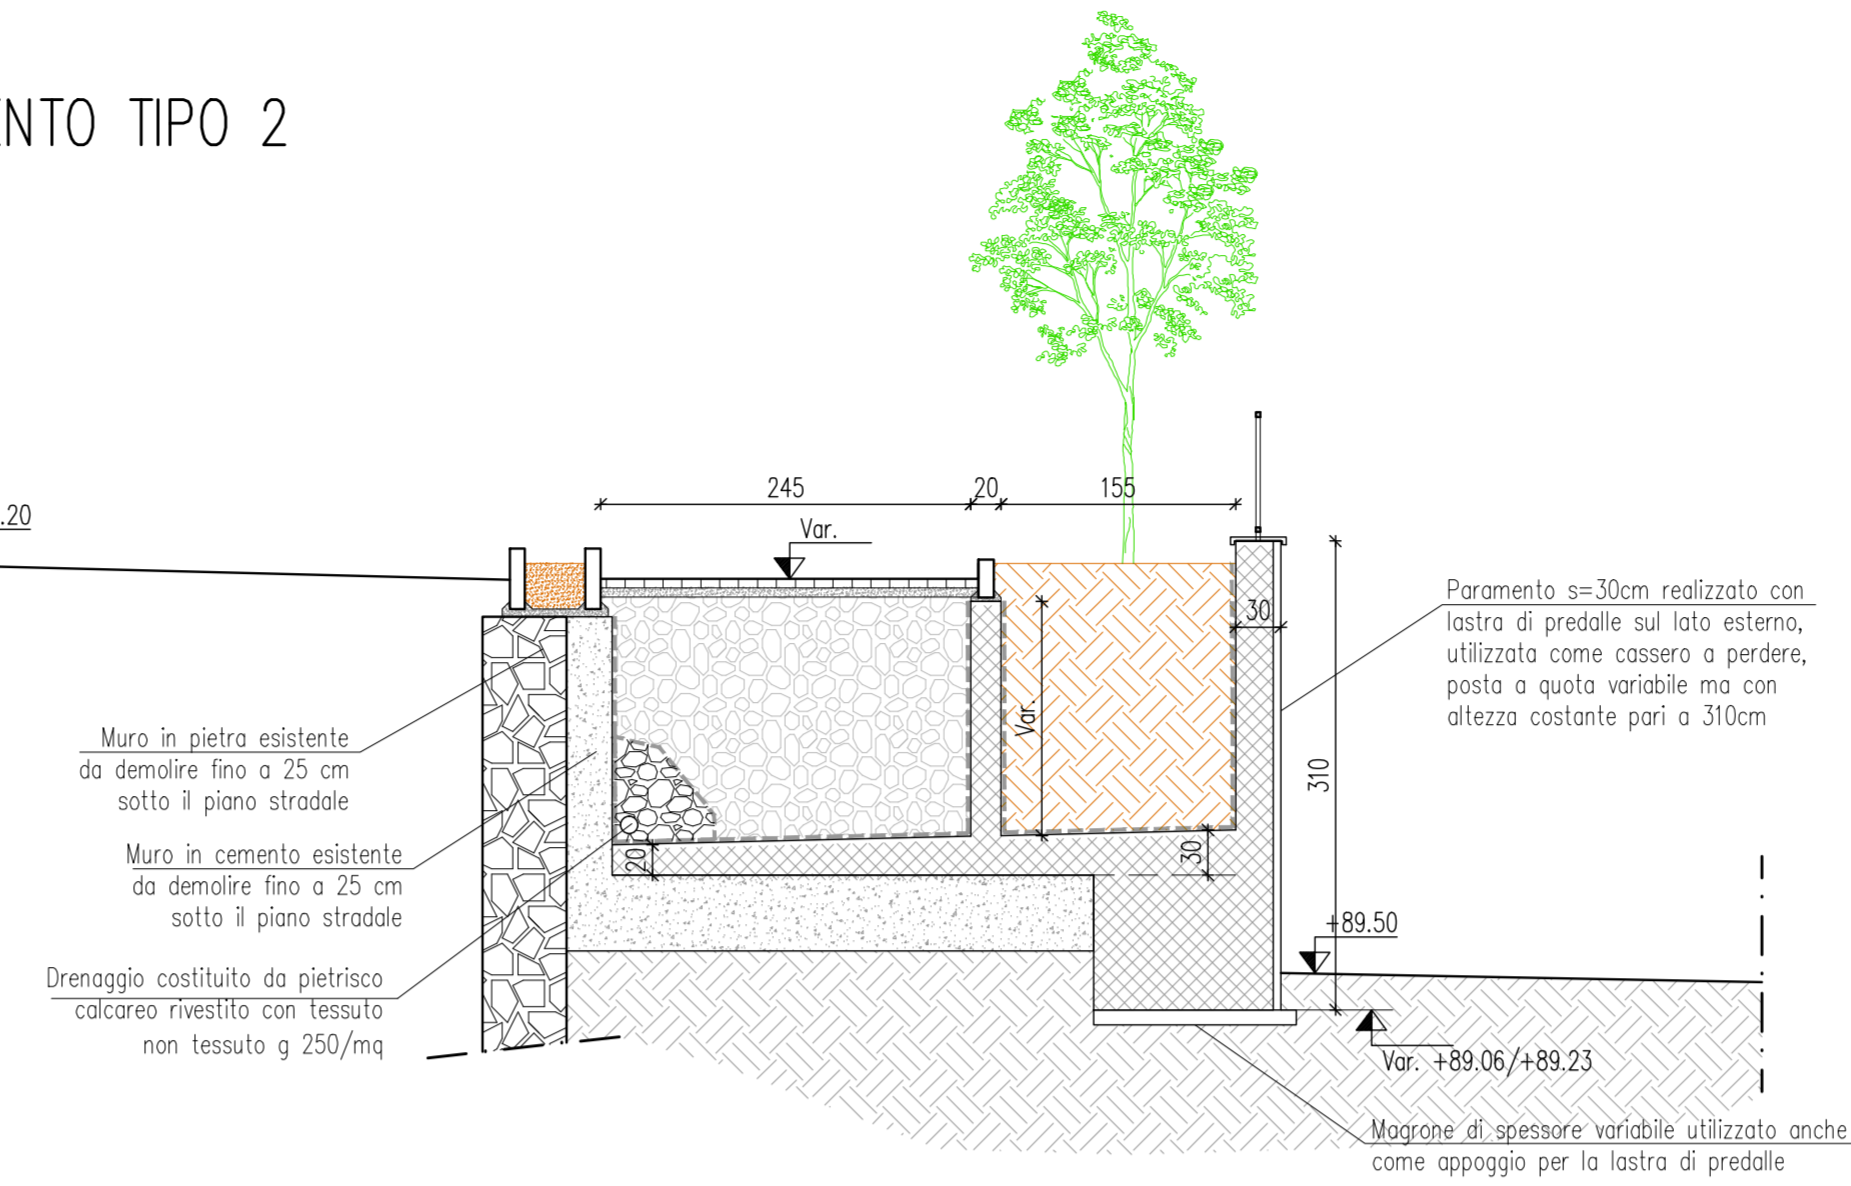 ENTO TIPO 2
.20
245
20
155
Var.
30
Paramento s=30cm realizzato con
lastra di predalle sul lato esterno,
utilizzata come cassero a perdere,
posta a quota variabile ma con
altezza costante pari a 310cm
Var.
310
Muro in pietra esistente
da demolire fino a 25 cm
sotto il piano stradale
Muro in cemento esistente
da demolire fino a 25 cm
sotto il piano stradale
20
30
+89.50
Drenaggio costituito da pietrisco
calcareo rivestito con tessuto
non tessuto g 250/mq
Var. +89.06/+89.23
Magrone di spessore variabile utilizzato anche
come appoggio per la lastra di predalle